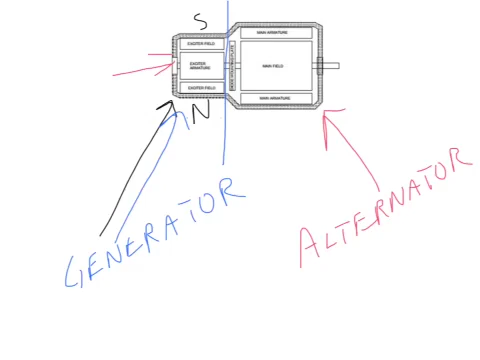 S
MAIN ARMATURE
EXCITER FIELD
EXCITER
ARMATURE
MAIN FIELD
EXCITER FIELD
MAIN ARMATURE
N
GENERATOR
ALTERNATOR